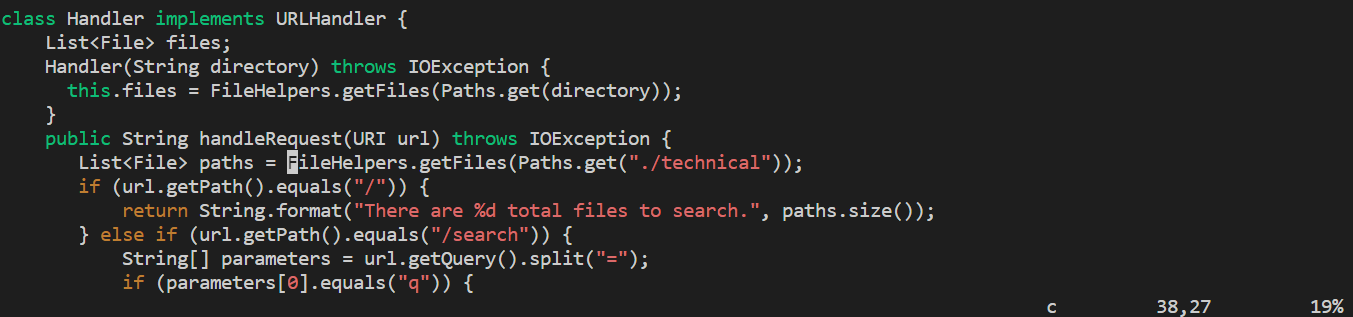 class Handler implements URLHandler {
    List<File> files;
    Handler(String directory) throws IOException {
      this.files = FileHelpers.getFiles(Paths.get(directory));
    }
    public String handleRequest(URI url) throws IOException {
       List<File> paths = FileHelpers.getFiles(Paths.get("./technical"));
       if (url.getPath().equals("/")) {
           return String.format("There are %d total files to search.", paths.size());
       } else if (url.getPath().equals("/search")) {
           String[] parameters = url.getQuery().split("=");
           if (parameters[0].equals("q")) {
c 38,27 19%